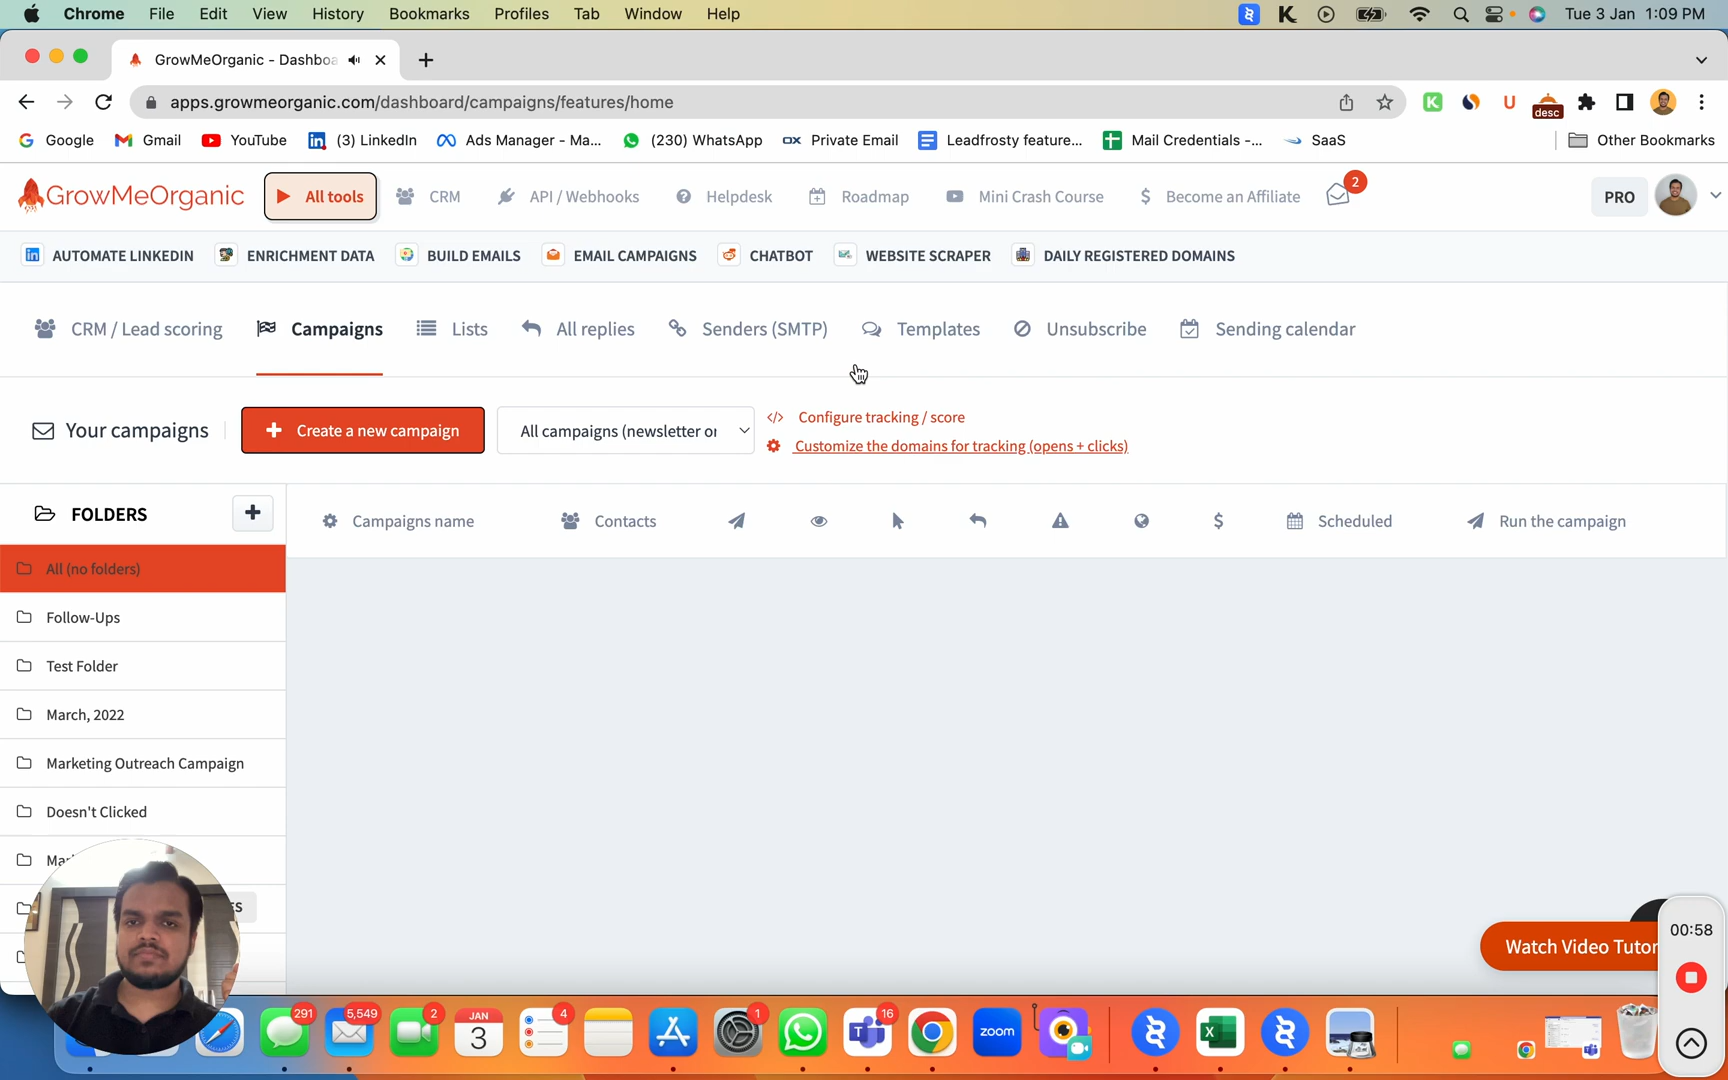 Chrome File Edit View History Bookmarks Profiles Tab Window Help Tue 3 Jan 1:09 PM
GrowMeOrganic - Dashboa
apps.growmeorganic.com/dashboard/campaigns/features/home
desc
Google Gmail YouTube (3) LinkedIn Ads Manager - Ma... (230) WhatsApp OX Private Email Leadfrosty feature... Mail Credentials -... SaaS Other Bookmarks
GrowMeOrganic All tools CRM API / Webhooks Helpdesk Roadmap Mini Crash Course $ Become an Affiliate 2 PRO
AUTOMATE LINKEDIN ENRICHMENT DATA BUILD EMAILS EMAIL CAMPAIGNS CHATBOT WEBSITE SCRAPER DAILY REGISTERED DOMAINS
CRM / Lead scoring Campaigns Lists All replies Senders (SMTP) Templates Unsubscribe Sending calendar
Your campaigns + Create a new campaign All campaigns (newsletter or
</> Configure tracking / score
Customize the domains for tracking (opens + clicks)
FOLDERS +
Campaigns name Contacts $ Scheduled Run the campaign
All (no folders)
Follow-Ups
Test Folder
March, 2022
Marketing Outreach Campaign
Doesn't Clicked
Mar
ES
00:58
Watch Video Tutor
291 5,549 2 JAN 3 4 1 16 zoom